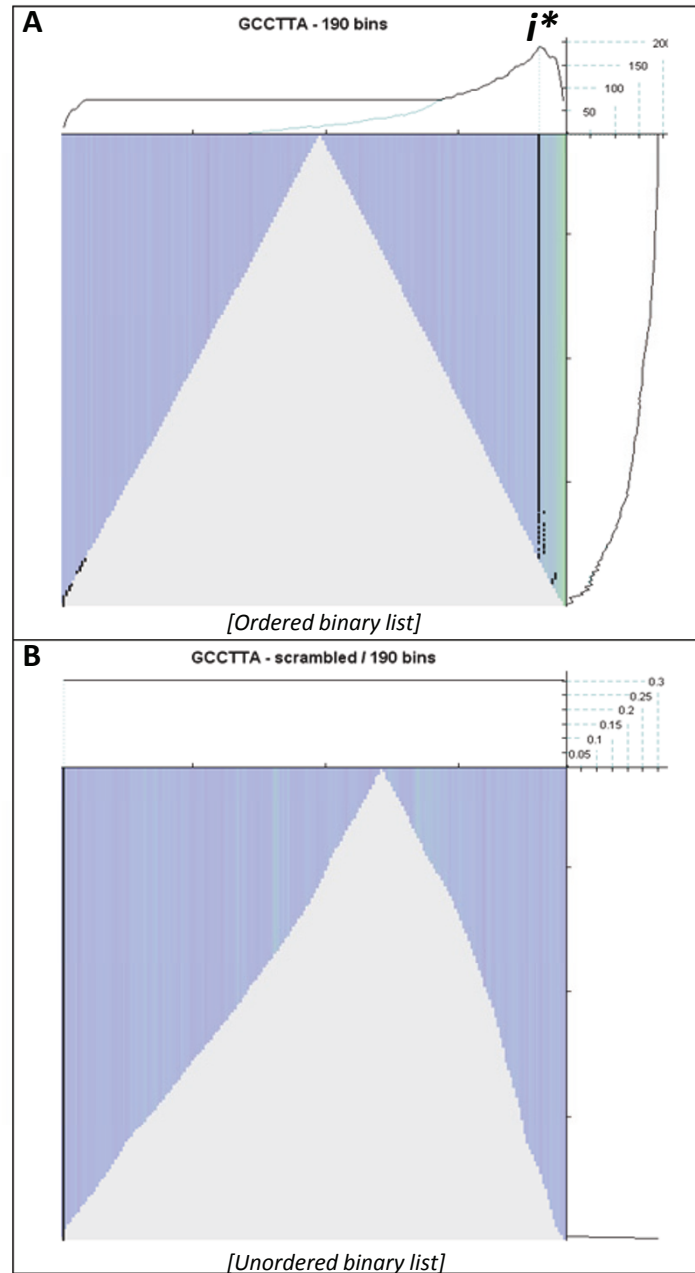 A
GCCTTA - 190 bins
i*
200
150
100
50
[Ordered binary list]
B
GCCTTA - scrambled / 190 bins
0.3
0.25
0.2
0.15
0.1
0.05
[Unordered binary list]